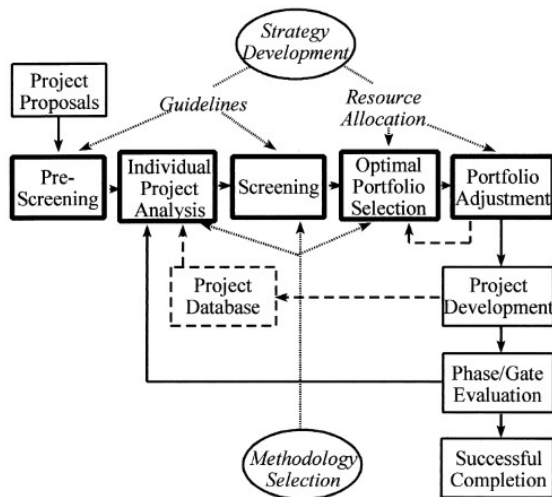 Strategy
Development
Project
Proposals
Guidelines
Resource
Allocation
Pre-
Screening
Individual
Project
Analysis
Screening
Optimal
Portfolio
Selection
Portfolio
Adjustment
Project
Database
Project
Development
Phase/Gate
Evaluation
Methodology
Selection
Successful
Completion